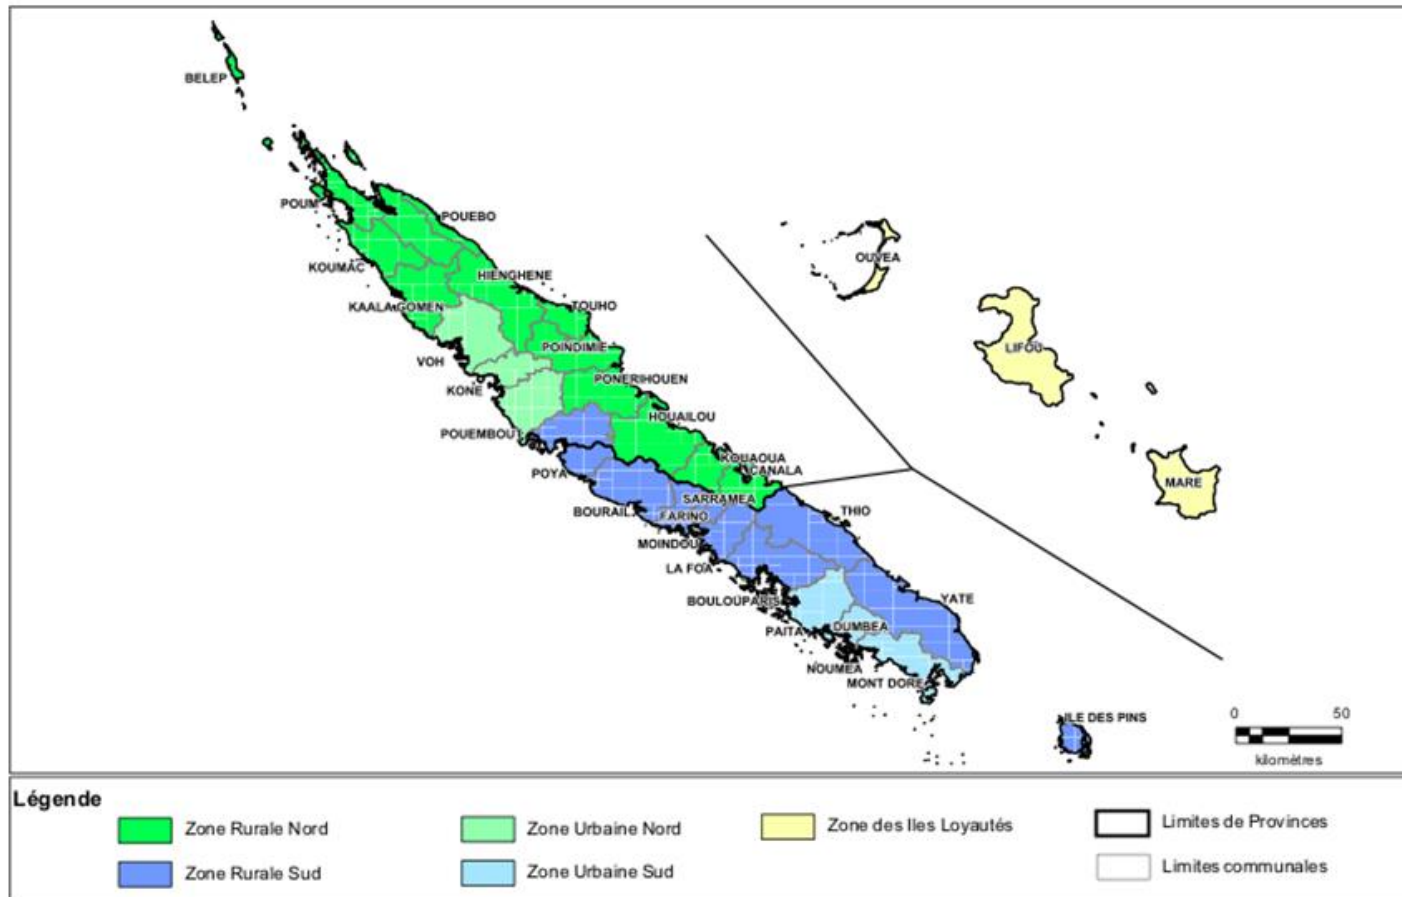 BELEP
POUM
POUEBO
KOUMAC
HIENGHENE
OUVEA
KAALA GOMEN
TOUHO
LIFOU
POINDIMIE
VOH
PONERIHOUEN
KONE
HOUAILOU
POUEMBOUT
KOUAOUA
CANALA
POYA
MARE
SARRAMEA
BOURAIL
FARINO
THIO
MOINDOU
LA FOA
BOULOUPARIS
YATE
PAITA
DUMBEA
NOUMEA
MONT DORE
ILE DES PINS
0 50
kilomètres
Légende
Zone Rurale Nord
Zone Urbaine Nord
Zone des Iles Loyautés
Limites de Provinces
Zone Rurale Sud
Zone Urbaine Sud
Limites communales